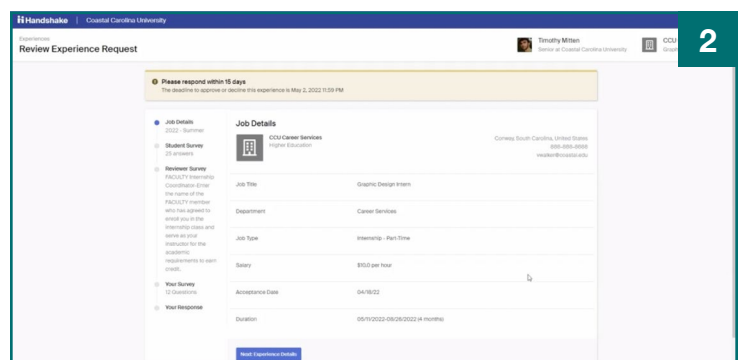 Handshake | Coastal Carolina University
Experiences
Review Experience Request
Timothy Mitten
Senior at Coastal Carolina University
CCU
2
Please respond within 15 days
The deadline to approve or decline this experience is May 2, 2022 11:59 PM
Job Details
2022 - Summer
Student Survey
25 answers
Reviewer Survey
FACULTY Internship
Coordinator-Enter
the name of the
FACULTY member
who has agreed to
enroll you in the
internship class and
serve as your
instructor for the
academic
requirements to earn
credit.
Your Survey
12 Questions
Your Response
Job Details
CCU Career Services
Higher Education
Conway, South Carolina, United States
Job Title Graphic Design Intern
Department Career Services
Job Type Internship - Part-Time
Salary $10.0 per hour
Acceptance Date 04/18/22
Duration 05/11/2022-08/28/2022 (4 months)
Next: Experience Details